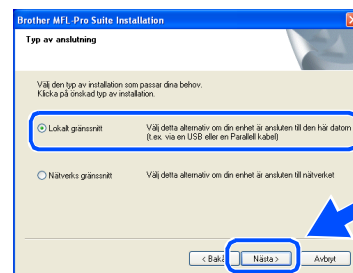 Brother MFL-Pro Suite Installation
Typ av anslutning
Välj den typ av installation som passar dina behov.
Klicka på önskad typ av installation.
Lokalt gränssnitt
Välj detta alternativ om din enhet är ansluten till den här datorn
(t.ex. via en USB eller en Parallell kabel)
Nätverks gränssnitt
Välj detta alternativ om din enhet är ansluten till nätverket
< Bakå
Nästa >
Avbryt